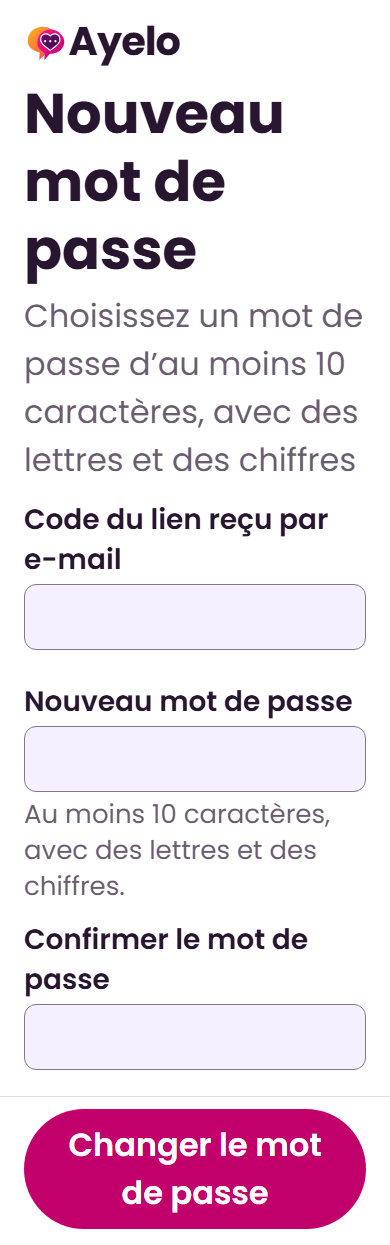 Ayelo
Nouveau
mot de
passe
Choisissez un mot de
passe d’au moins 10
caractères, avec des
lettres et des chiffres
Code du lien reçu par
e-mail
Nouveau mot de passe
Au moins 10 caractères,
avec des lettres et des
chiffres.
Confirmer le mot de
passe
Changer le mot
de passe